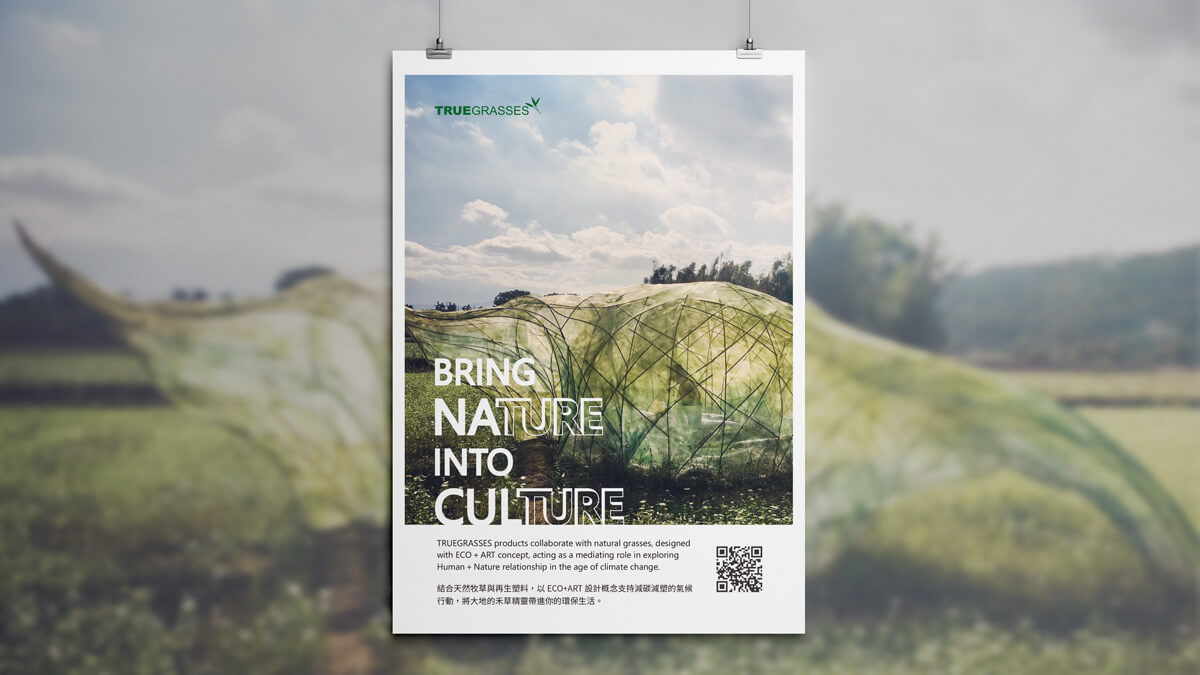 TRUEGRASSES
BRING
NATURE
INTO
CULTURE
TRUEGRASSES products collaborate with natural grasses, designed
with ECO + ART concept, acting as a mediating role in exploring
Human + Nature relationship in the age of climate change.
結合天然牧草與再生塑料，以 ECO+ART 設計概念支持減碳減塑的氣候
行動，將大地的禾草精靈帶進你的環保生活。